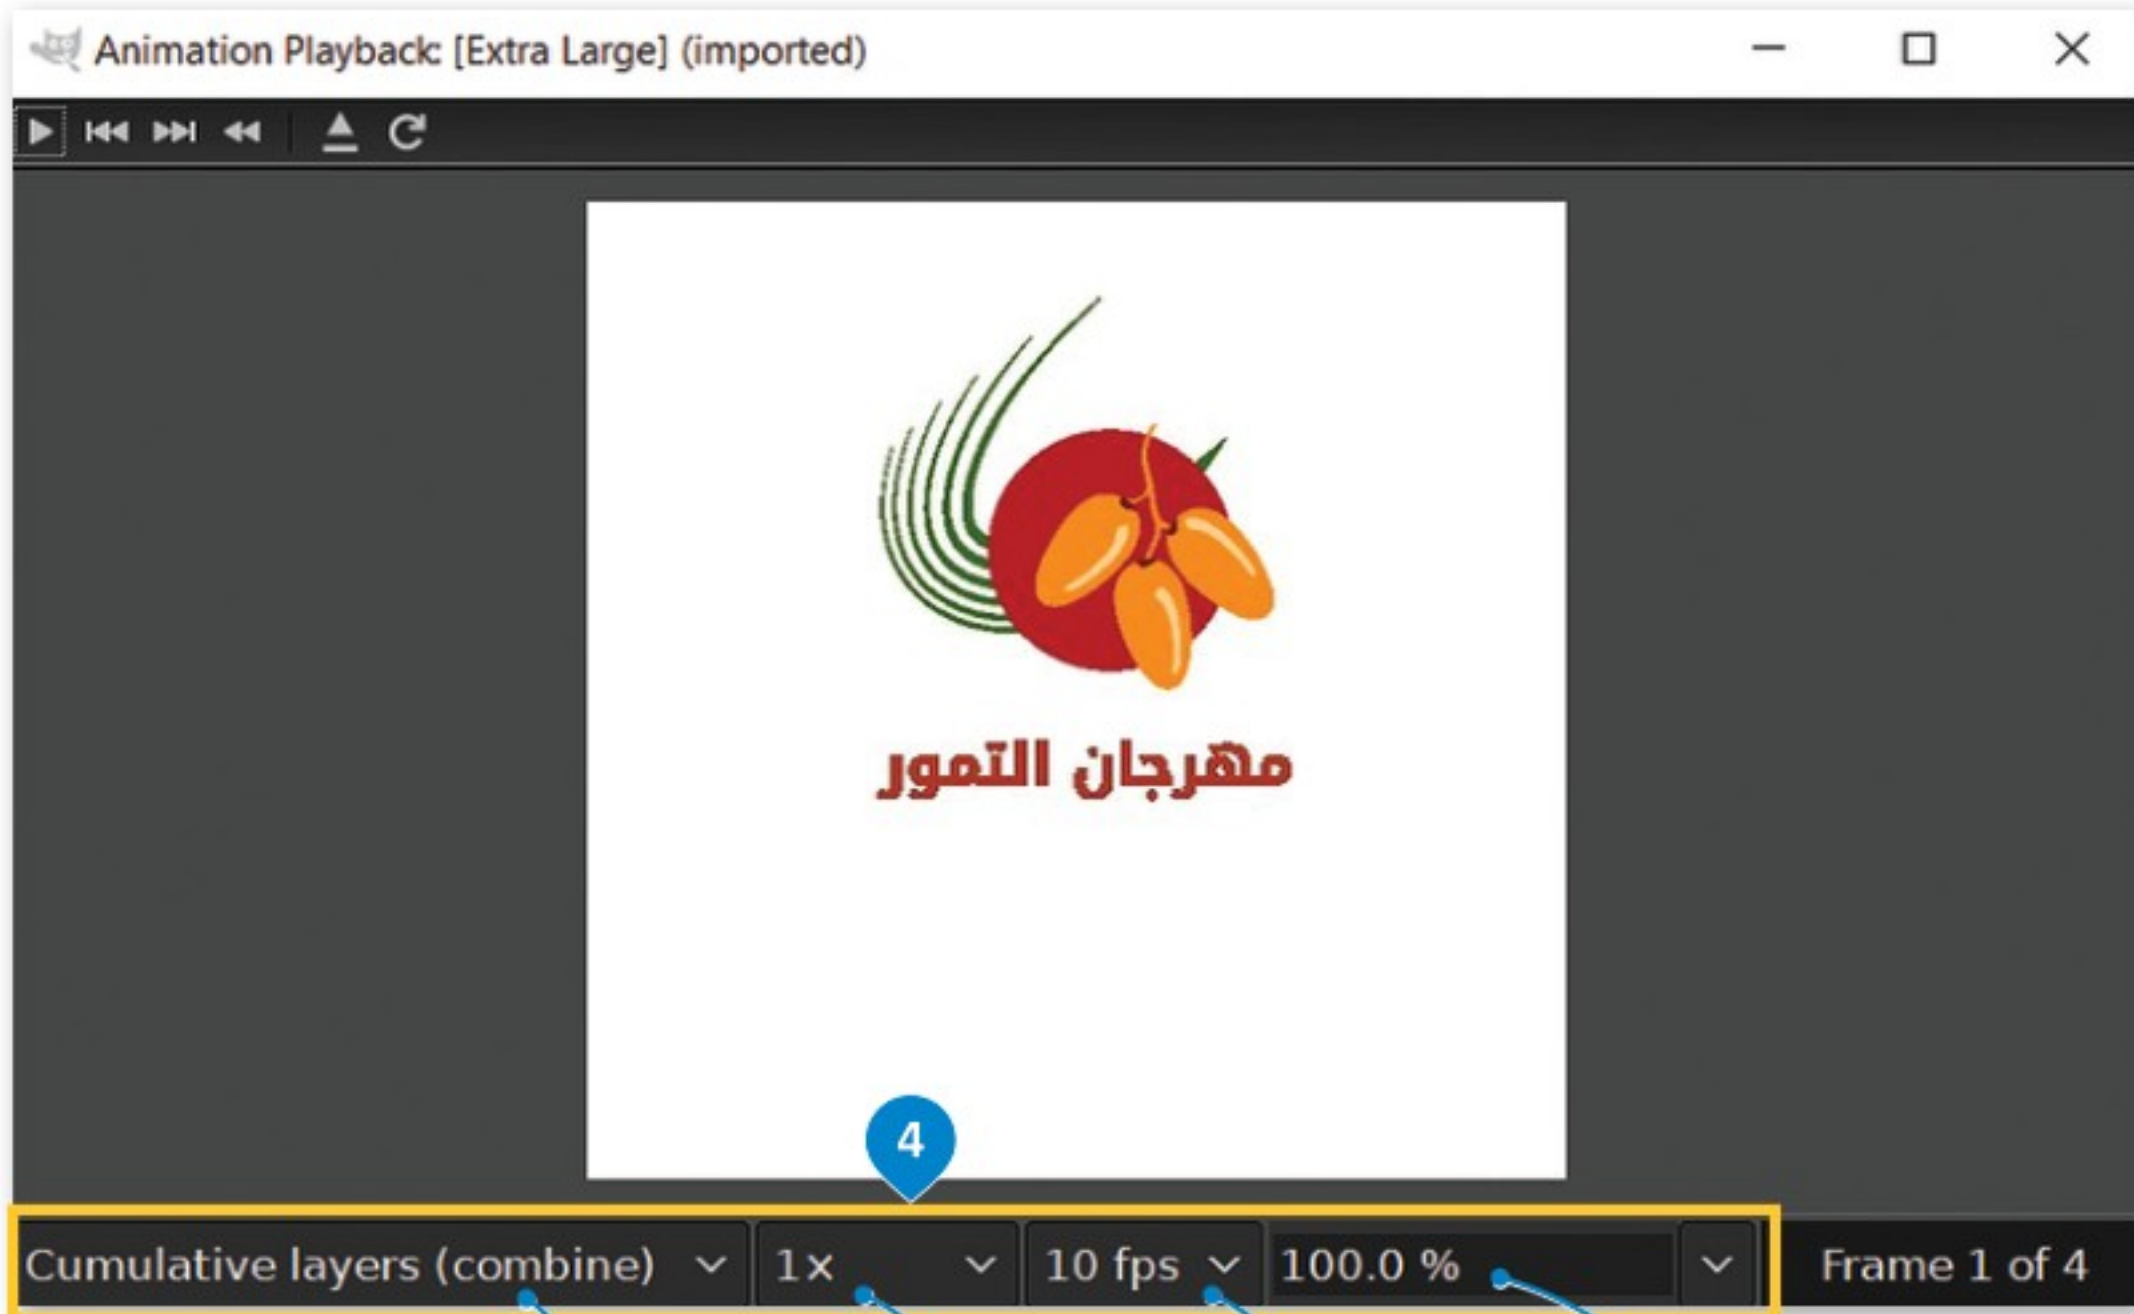 Animation Playback: [Extra Large] (imported)
مهرجان التمور
4
Cumulative layers (combine) 1× 10 fps 100.0 % Frame 1 of 4